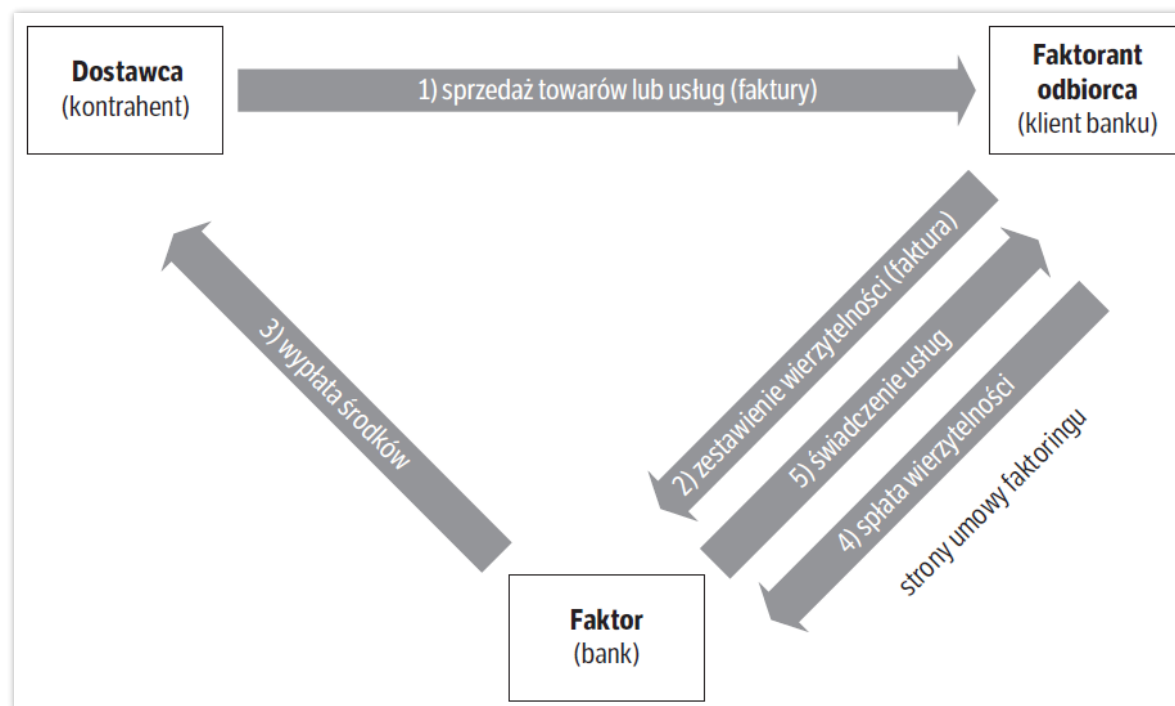 Dostawca
(kontrahent)
1) sprzedaż towarów lub usług (faktury)
Faktorant
odbiorca
(klient banku)
3) wypłata środków
2) zestawienie wierzytelności (faktura)
5) świadczenie usług
4) spłata wierzytelności
strony umowy faktoringu
Faktor
(bank)